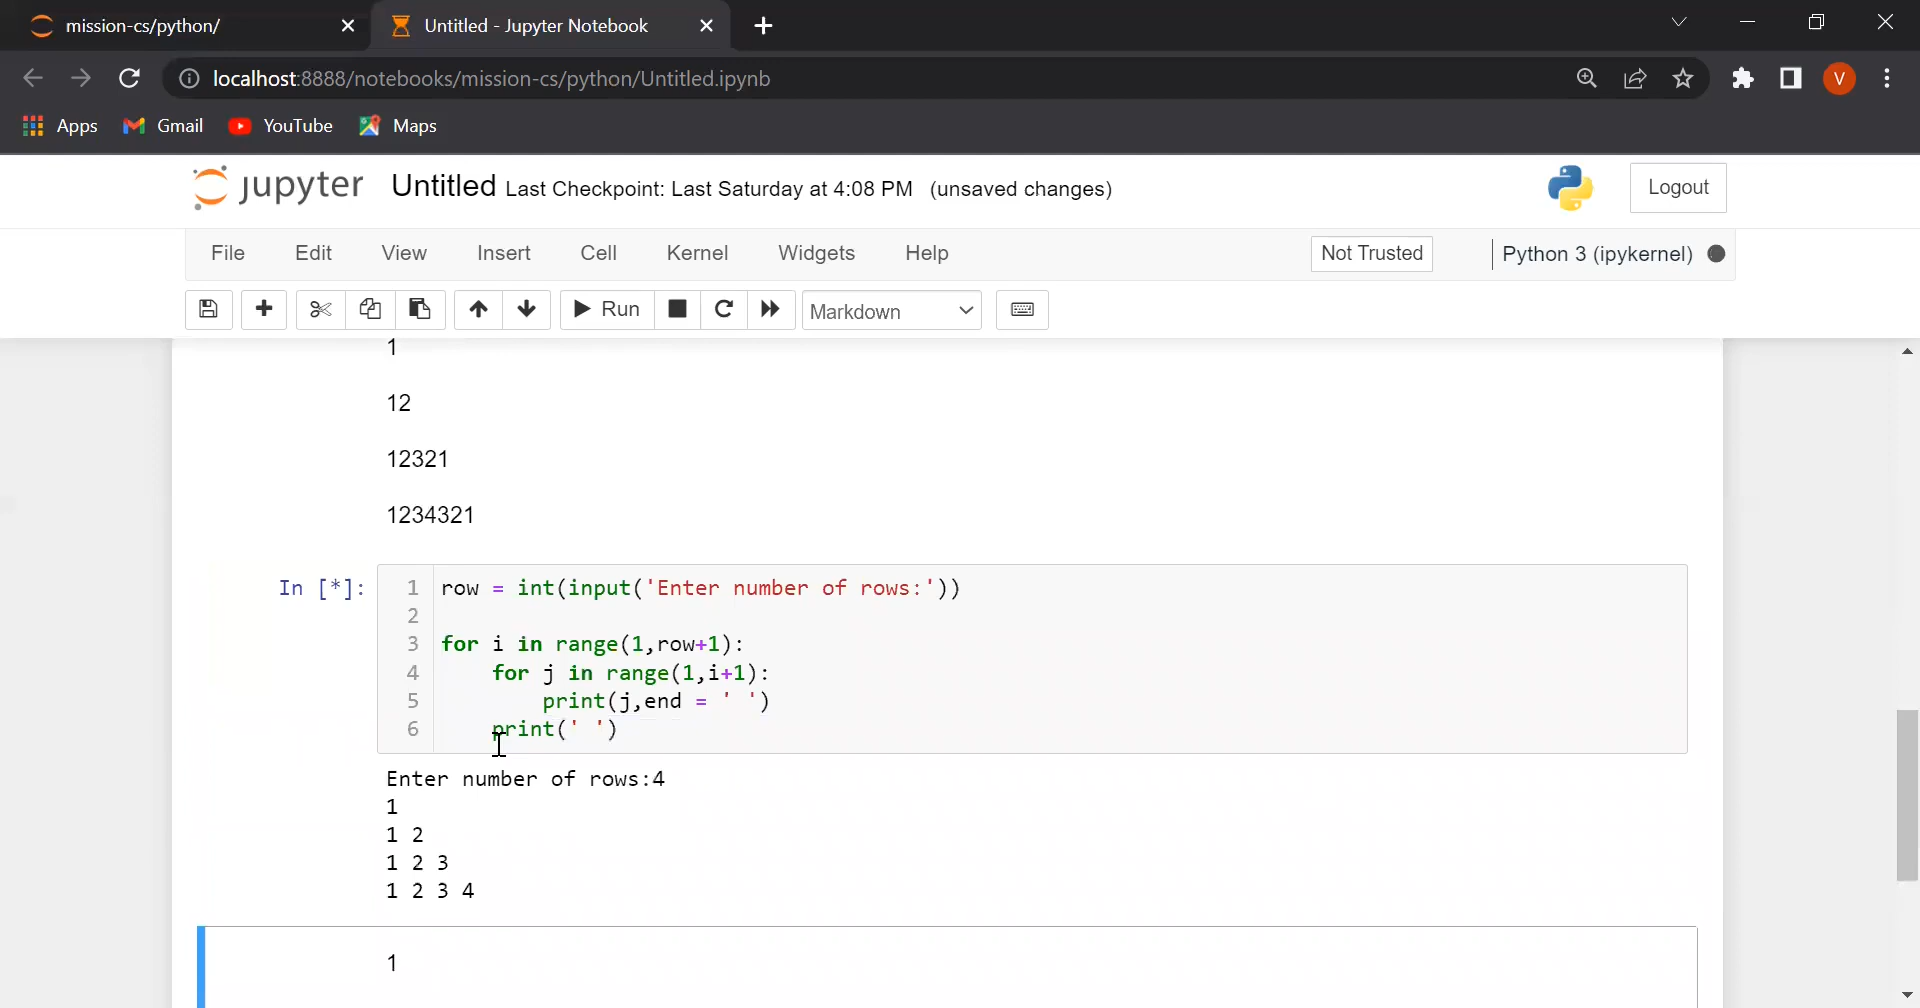 mission-cs/python/
Untitled - Jupyter Notebook
localhost:8888/notebooks/mission-cs/python/Untitled.ipynb
V
Apps Gmail YouTube Maps
jupyter Untitled Last Checkpoint: Last Saturday at 4:08 PM (unsaved changes)
Logout
File Edit View Insert Cell Kernel Widgets Help Not Trusted Python 3 (ipykernel)
Run Markdown
1
12
12321
1234321
In [*]: 1 row = int(input('Enter number of rows:'))
2
3 for i in range(1,row+1):
4     for j in range(1,i+1):
5         print(j,end = ' ')
6     print(' ')
Enter number of rows:4
1
1 2
1 2 3
1 2 3 4
1